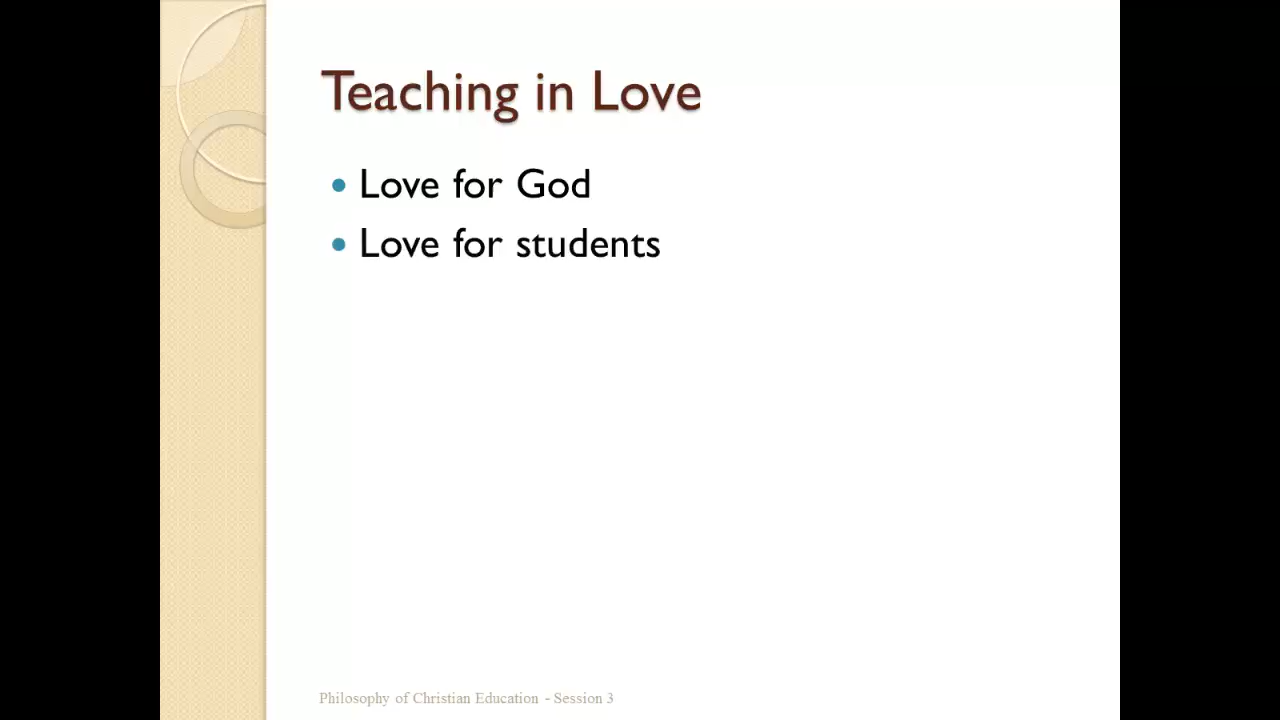 Teaching in Love
• Love for God
• Love for students
Philosophy of Christian Education - Session 3